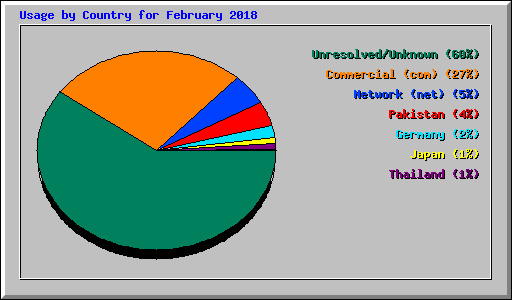 Usage by Country for February 2018
Unresolved/Unknown (60%)
Commercial (com) (27%)
Network (net) (5%)
Pakistan (4%)
Germany (2%)
Japan (1%)
Thailand (1%)